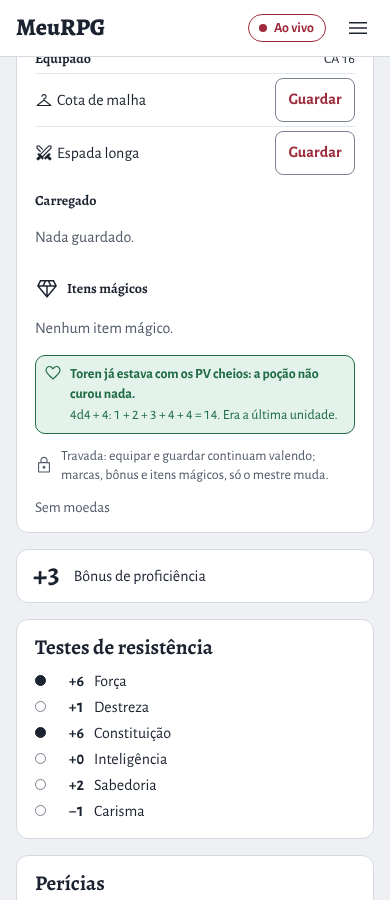 MeuRPG
Ao vivo
Equipado
CA 16
Cota de malha
Guardar
Espada longa
Guardar
Carregado
Nada guardado.
Itens mágicos
Nenhum item mágico.
Toren já estava com os PV cheios: a poção não
curou nada.
4d4 + 4: 1 + 2 + 3 + 4 + 4 = 14. Era a última unidade.
Travada: equipar e guardar continuam valendo;
marcas, bônus e itens mágicos, só o mestre muda.
Sem moedas
+3 Bônus de proficiência
Testes de resistência
+6 Força
+1 Destreza
+6 Constituição
+0 Inteligência
+2 Sabedoria
−1 Carisma
Perícias